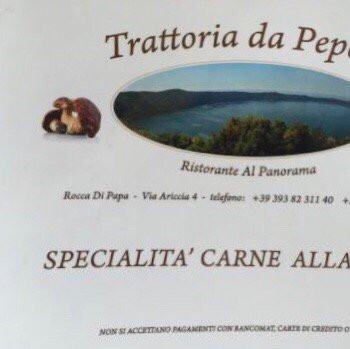 Trattoria da Pep
Ristorante Al Panorama
Rocca Di Papa - Via Ariccia 4 - telefono: +39 393 82 311 40 +
SPECIALITA' CARNE ALLA
NON SI ACCETTANO PAGAMENTI CON BANCOMAT, CARTE DI CREDITO O